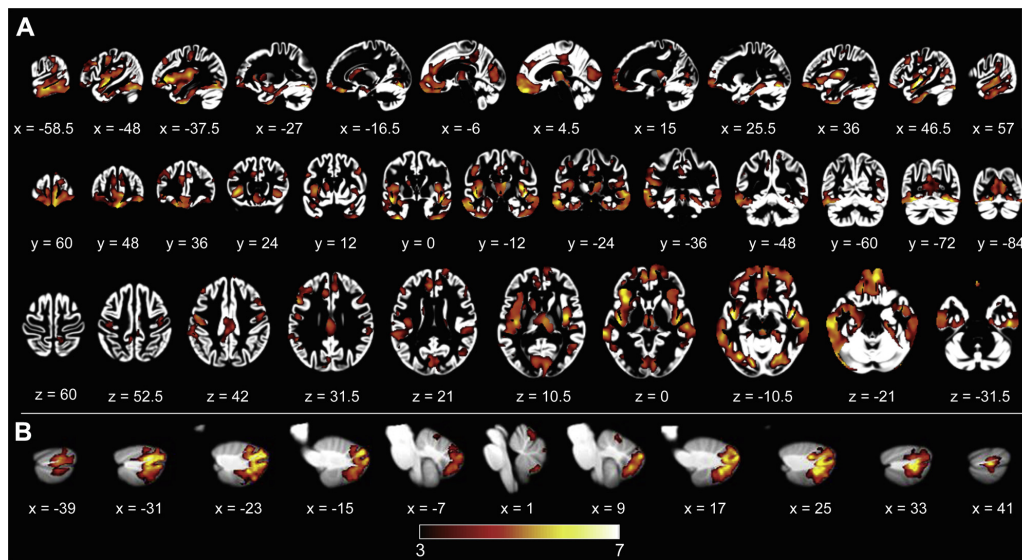 A
x = -58.5 x = -48 x = -37.5 x = -27 x = -16.5 x = -6 x = 4.5 x = 15 x = 25.5 x = 36 x = 46.5 x = 57
y = 60 y = 48 y = 36 y = 24 y = 12 y = 0 y = -12 y = -24 y = -36 y = -48 y = -60 y = -72 y = -84
z = 60 z = 52.5 z = 42 z = 31.5 z = 21 z = 10.5 z = 0 z = -10.5 z = -21 z = -31.5
B
x = -39 x = -31 x = -23 x = -15 x = -7 x = 1 x = 9 x = 17 x = 25 x = 33 x = 41
3 7